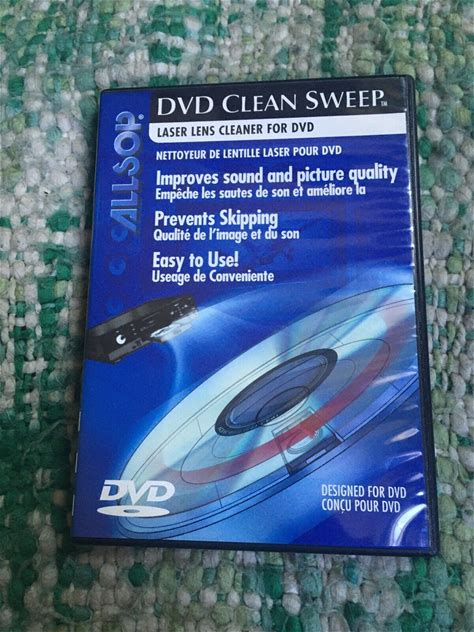 ALLSOP®
DVD CLEAN SWEEP™
LASER LENS CLEANER FOR DVD
NETTOYEUR DE LENTILLE LASER POUR DVD
Improves sound and picture quality
Empêche les sautes de son et améliore la
Prevents Skipping
Qualité de l'image et du son
Easy to Use!
Useage de Conveniente
DVD
DESIGNED FOR DVD
CONÇU POUR DVD